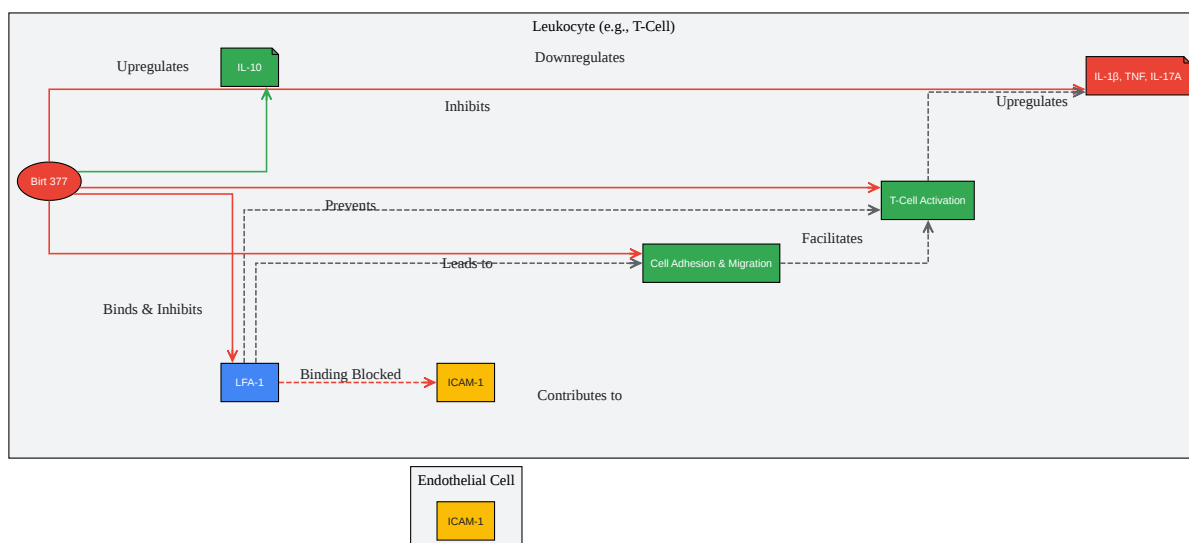 Leukocyte (e.g., T-Cell)
Upregulates
IL-10
Downregulates
IL-1β, TNF, IL-17A
Inhibits
Upregulates
Birt 377
Prevents
T-Cell Activation
Facilitates
Leads to
Cell Adhesion & Migration
Binds & Inhibits
LFA-1
Binding Blocked
ICAM-1
Contributes to
Endothelial Cell
ICAM-1